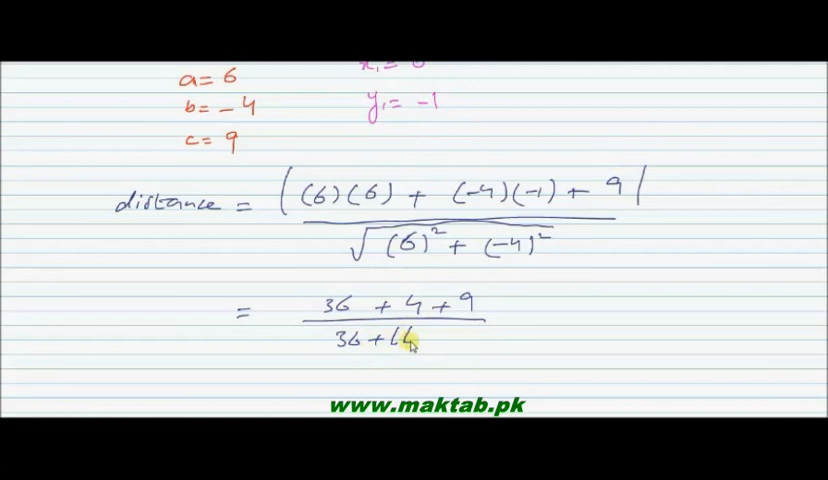 a = 6
b = - 4 y₁ = -1
c = 9
distance = |(6)(6) + (-4)(-1) + 9| / √(6)² + (-4)²
= 36 + 4 + 9 / 36 +
www.maktab.pk